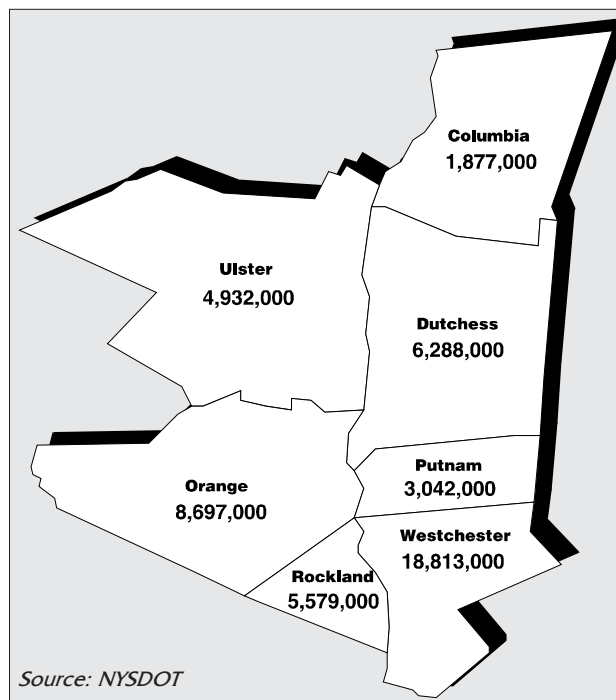 Columbia
1,877,000
Ulster
4,932,000
Dutchess
6,288,000
Putnam
3,042,000
Orange
8,697,000
Westchester
18,813,000
Rockland
5,579,000
Source: NYSDOT